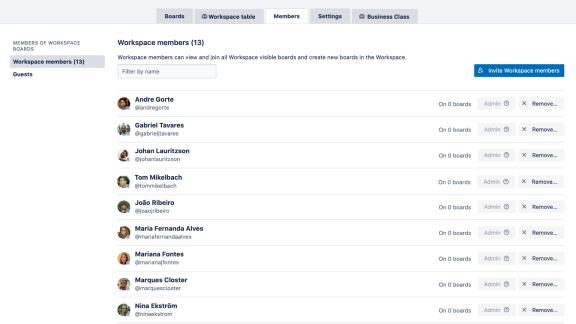 Boards
Workspace table
Members
Settings
Business Class
MEMBERS OF WORKSPACE
BOARDS
Workspace members (13)
Guests
Workspace members (13)
Workspace members can view and join all Workspace visible boards and create new boards in the Workspace.
Filter by name
Invite Workspace members
Andre Gorte
@andregorte
On 0 boards Admin Remove...
Gabriel Tavares
@gabrieljtavares
On 0 boards Admin Remove...
Johan Lauritzson
@johanlauritzson
On 0 boards Admin Remove...
Tom Mikelbach
@tommikelbach
On 0 boards Admin Remove...
João Ribeiro
@joaojribeiro
On 0 boards Admin Remove...
Maria Fernanda Alves
@mariafernandaalves
On 0 boards Admin Remove...
Mariana Fontes
@marianajfontes
On 0 boards Admin Remove...
Marques Closter
@marquescloster
On 0 boards Admin Remove...
Nina Ekström
@ninaekstrom
On 0 boards Admin Remove...